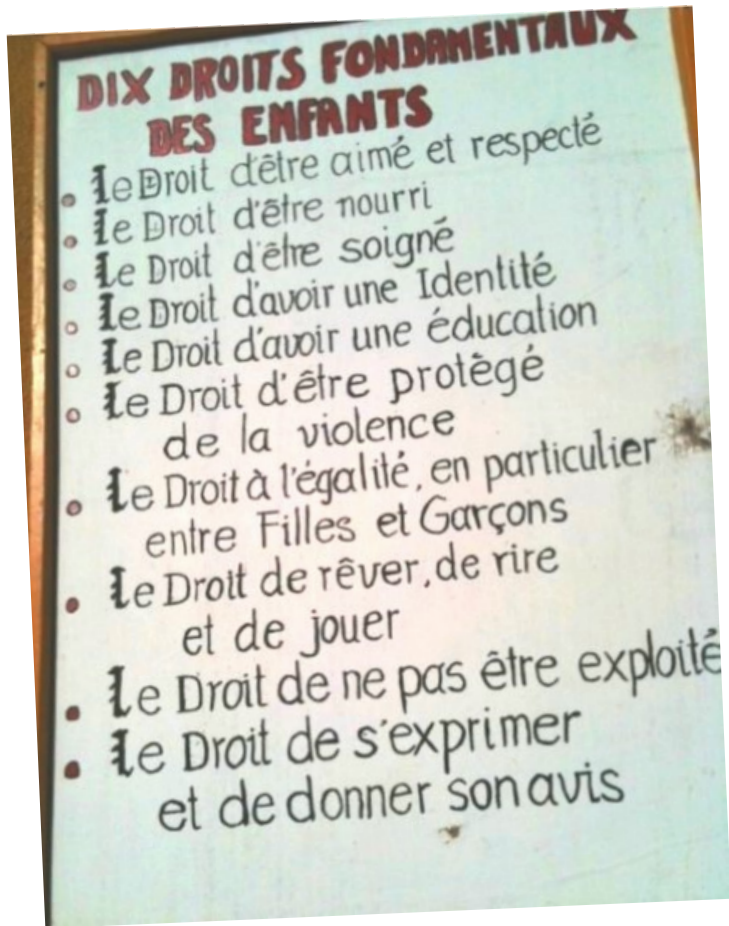 DIX DROITS FONDAMENTAUX
DES ENFANTS
• Le Droit d'être aimé et respecté
• Le Droit d'être nourri
• Le Droit d'être soigné
• Le Droit d'avoir une Identité
• Le Droit d'avoir une éducation
• Le Droit d'être protégé
de la violence
• Le Droit à l'égalité, en particulier
entre Filles et Garçons
• Le Droit de rêver, de rire
et de jouer
• Le Droit de ne pas être exploité
• Le Droit de s'exprimer
et de donner son avis